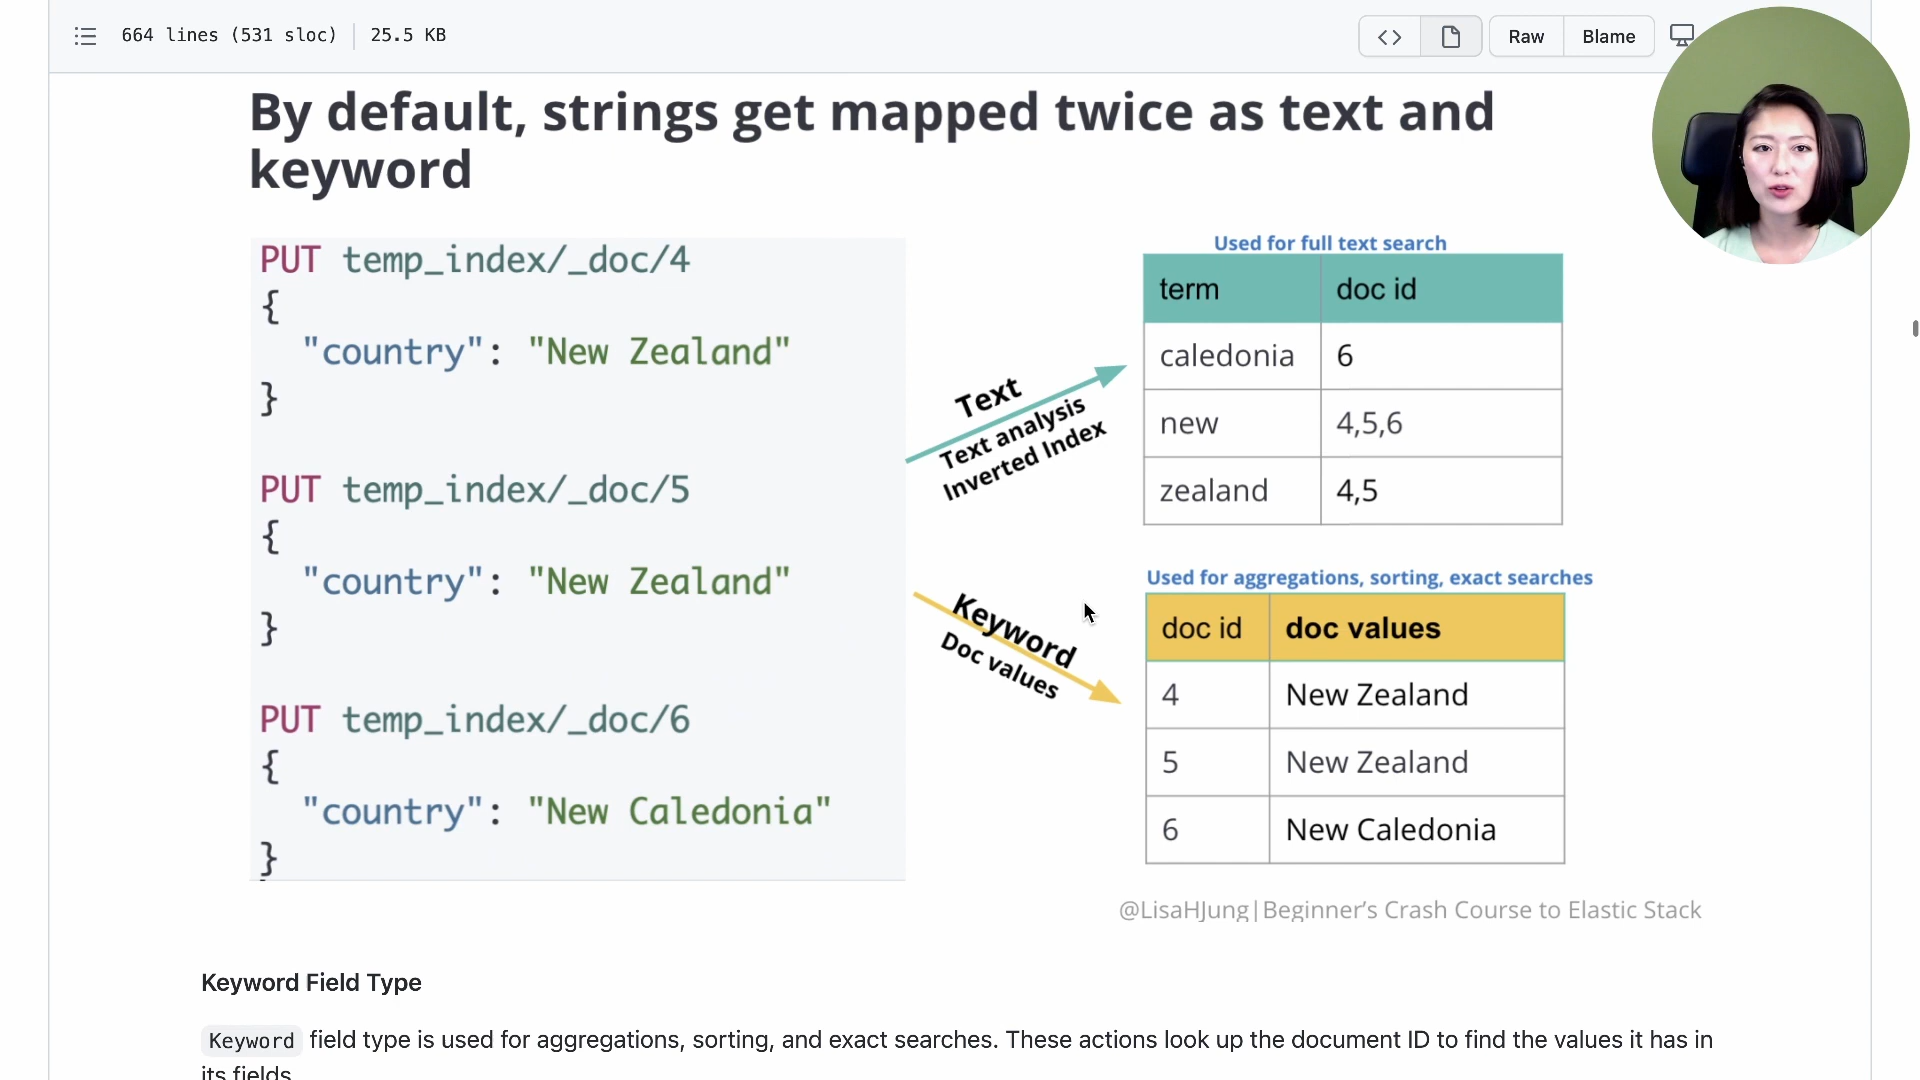 664 lines (531 sloc) 25.5 KB
Raw Blame
By default, strings get mapped twice as text and
keyword
PUT temp_index/_doc/4
{
"country": "New Zealand"
}
PUT temp_index/_doc/5
{
"country": "New Zealand"
}
PUT temp_index/_doc/6
{
"country": "New Caledonia"
}
Text
Text analysis
Inverted Index
Keyword
Doc values
Used for full text search
term doc id
caledonia 6
new 4,5,6
zealand 4,5
Used for aggregations, sorting, exact searches
doc id doc values
4 New Zealand
5 New Zealand
6 New Caledonia
@LisaHJung|Beginner’s Crash Course to Elastic Stack
Keyword Field Type
Keyword field type is used for aggregations, sorting, and exact searches. These actions look up the document ID to find the values it has in
its fields.